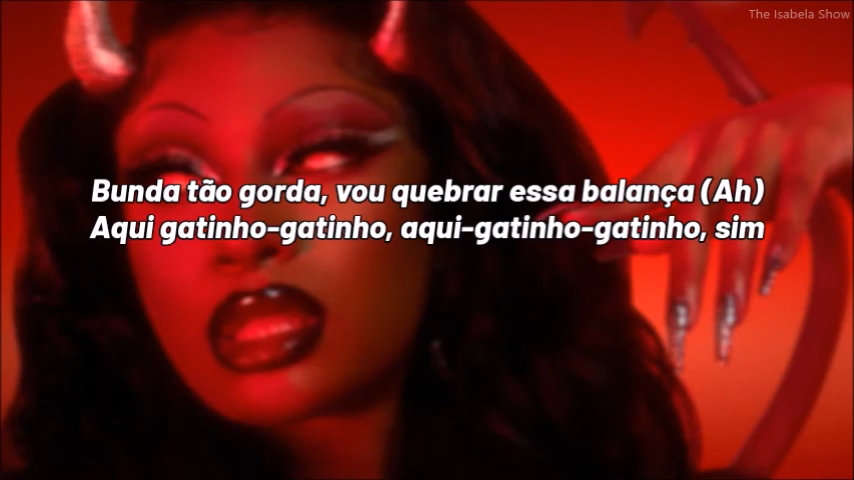 The Isabela Show
Bunda tão gorda, vou quebrar essa balança (Ah)
Aqui gatinho-gatinho, aqui-gatinho-gatinho, sim